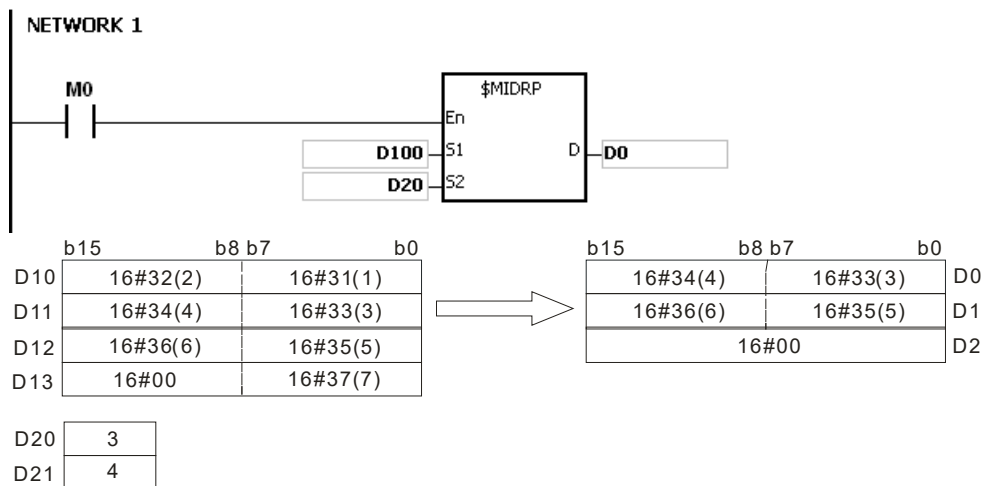 NETWORK 1
M0
$MIDRP
En
D100 S1 D D0
D20 S2
b15 b8 b7 b0 b15 b8 b7 b0
D10 16#32(2) 16#31(1) 16#34(4) 16#33(3) D0
D11 16#34(4) 16#33(3) 16#36(6) 16#35(5) D1
D12 16#36(6) 16#35(5) 16#00 D2
D13 16#00 16#37(7)
D20 3
D21 4